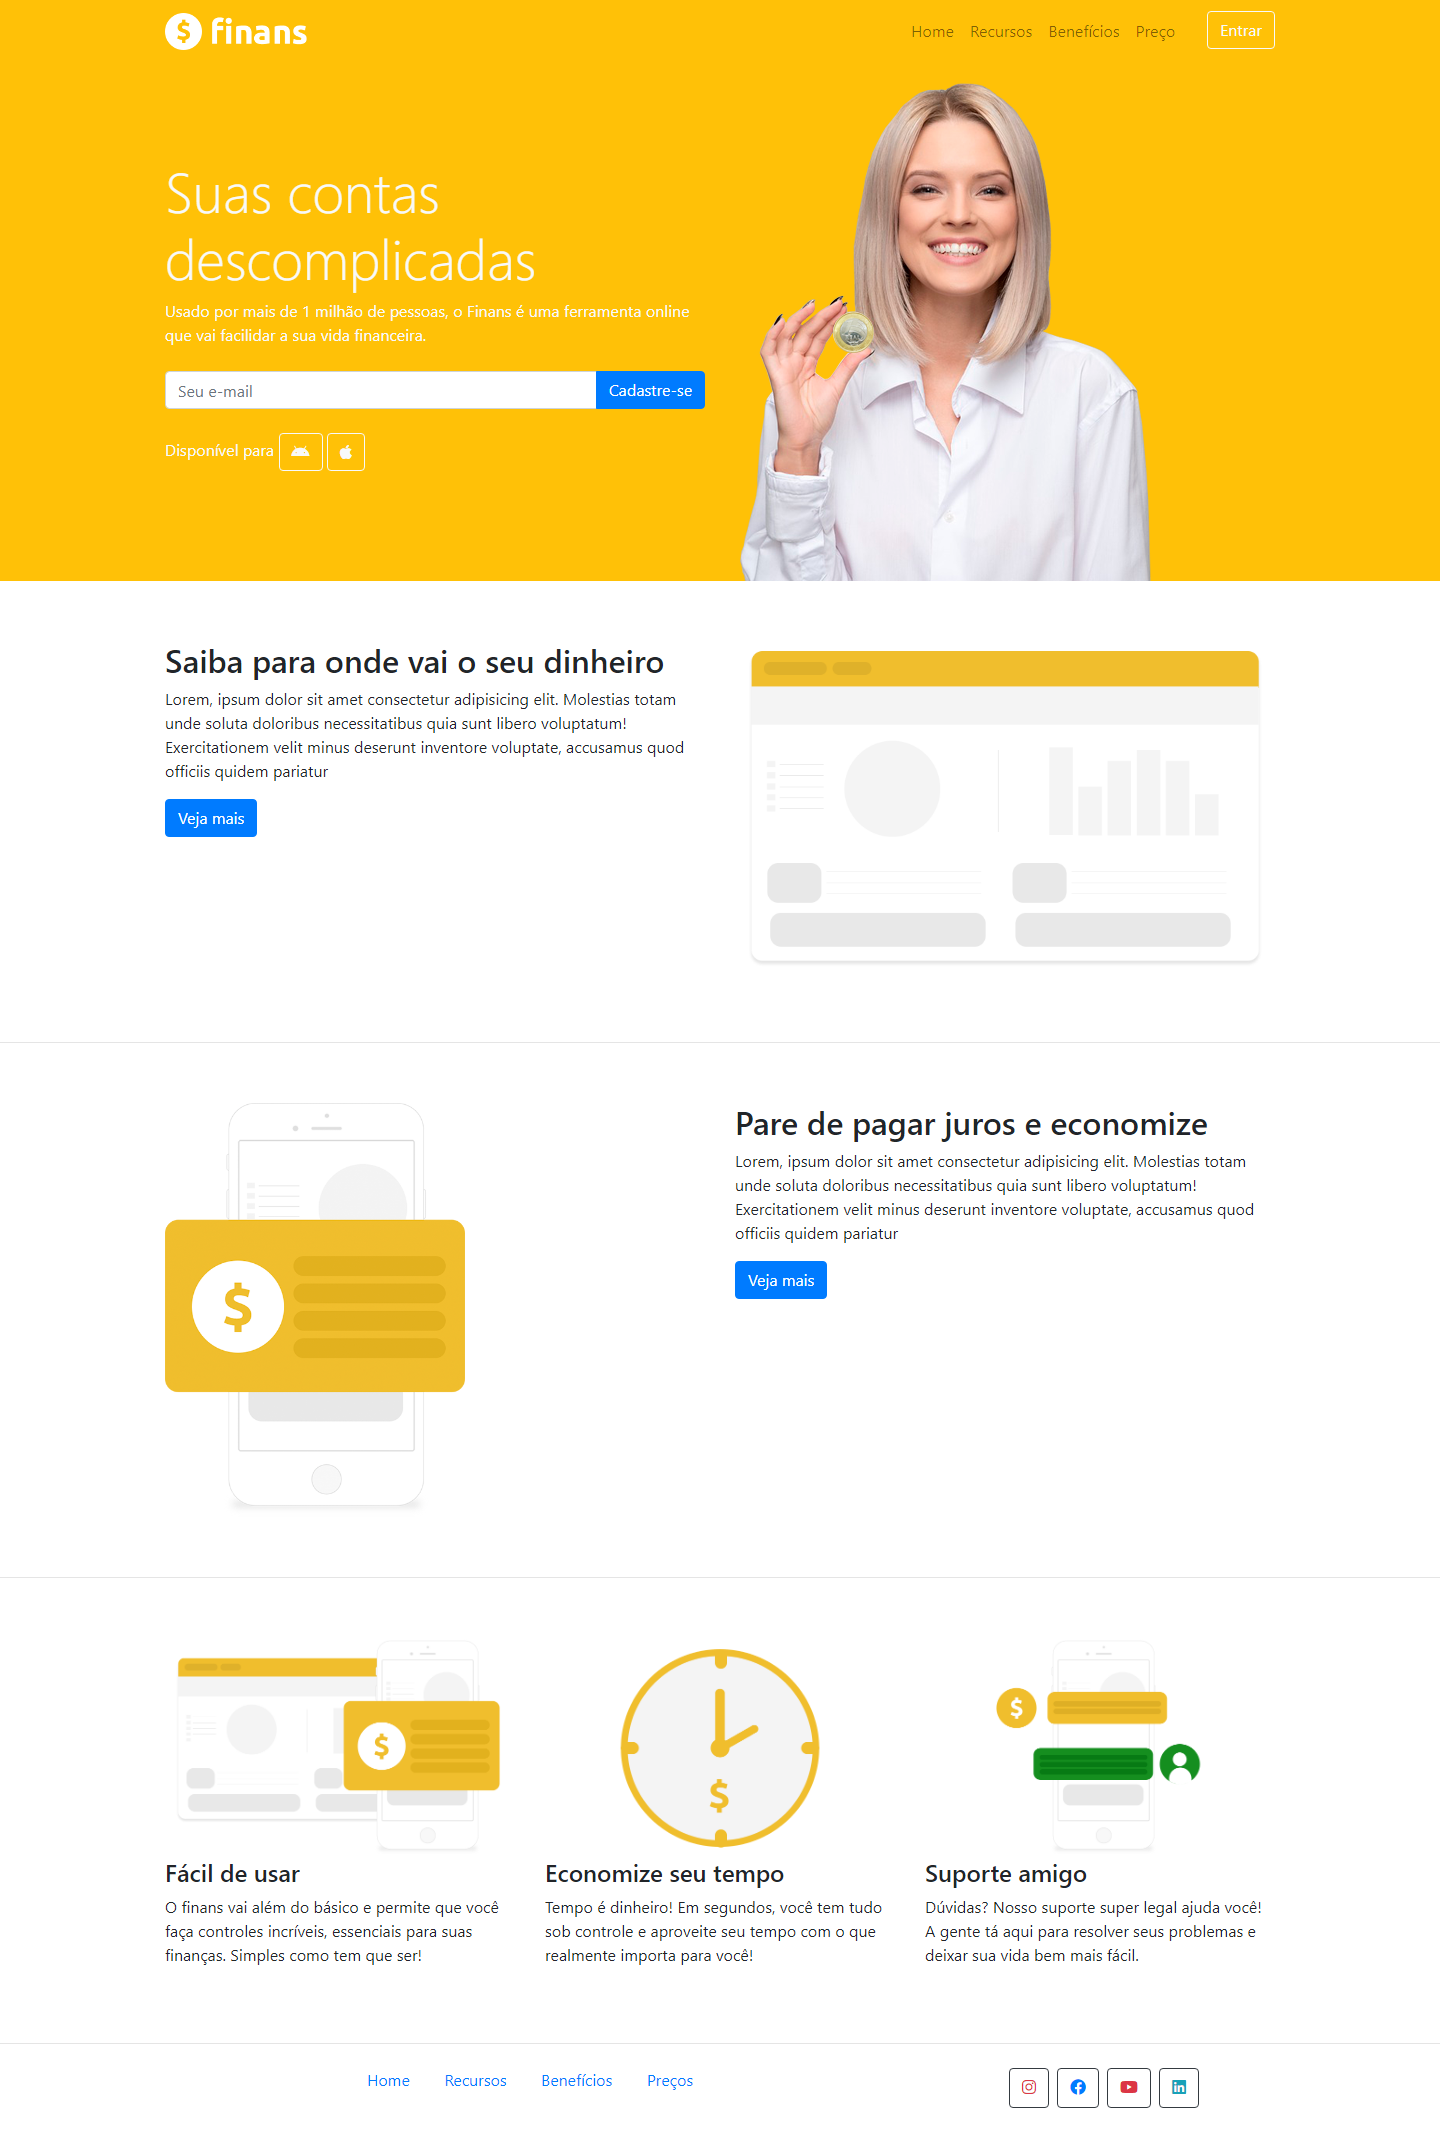 $ finans
Home Recursos Benefícios Preço Entrar
Suas contas
descomplicadas
Usado por mais de 1 milhão de pessoas, o Finans é uma ferramenta online
que vai facilidar a sua vida financeira.
Seu e-mail Cadastre-se
Disponível para
Saiba para onde vai o seu dinheiro
Lorem, ipsum dolor sit amet consectetur adipisicing elit. Molestias totam
unde soluta doloribus necessitatibus quia sunt libero voluptatum!
Exercitationem velit minus deserunt inventore voluptate, accusamus quod
officiis quidem pariatur
Veja mais
$
Pare de pagar juros e economize
Lorem, ipsum dolor sit amet consectetur adipisicing elit. Molestias totam
unde soluta doloribus necessitatibus quia sunt libero voluptatum!
Exercitationem velit minus deserunt inventore voluptate, accusamus quod
officiis quidem pariatur
Veja mais
$
Fácil de usar
O finans vai além do básico e permite que você
faça controles incríveis, essenciais para suas
finanças. Simples como tem que ser!
$
Economize seu tempo
Tempo é dinheiro! Em segundos, você tem tudo
sob controle e aproveite seu tempo com o que
realmente importa para você!
$
Suporte amigo
Dúvidas? Nosso suporte super legal ajuda você!
A gente tá aqui para resolver seus problemas e
deixar sua vida bem mais fácil.
Home Recursos Benefícios Preços